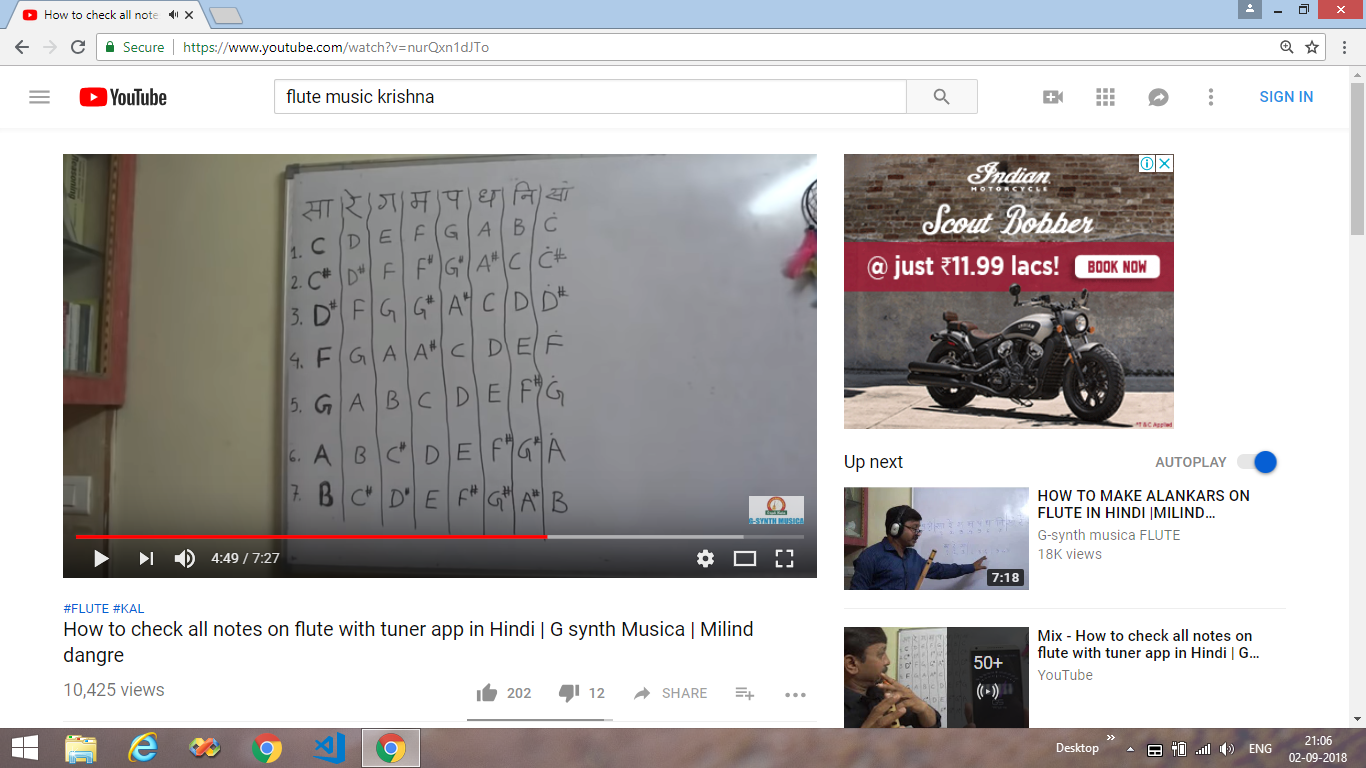 How to check all note
Secure https://www.youtube.com/watch?v=nurQxn1dJTo
YouTube
flute music krishna
SIGN IN
सा रे ग म प ध नि सां
1. C D E F G A B Ċ
2. C# D# F F# G# A# C Ċ#
3. D# F G G# A# C D Ḋ#
4. F G A A# C D E Ḟ
5. G A B C D E F# Ġ
6. A B C# D E F# G# Ȧ
7. B C# D# E F# G# A# B
G-SYNTH MUSICA
4:49 / 7:27
#FLUTE #KAL
How to check all notes on flute with tuner app in Hindi | G synth Musica | Milind
dangre
10,425 views
202 12 SHARE
Indian
MOTORCYCLE
Scout Bobber
@ just ₹11.99 lacs! BOOK NOW
INDIAN
*T & C Applied
Up next AUTOPLAY
HOW TO MAKE ALANKARS ON
FLUTE IN HINDI |MILIND...
G-synth musica FLUTE
18K views
7:18
Mix - How to check all notes on
flute with tuner app in Hindi | G...
YouTube
50+
Desktop
ENG
21:06
02-09-2018